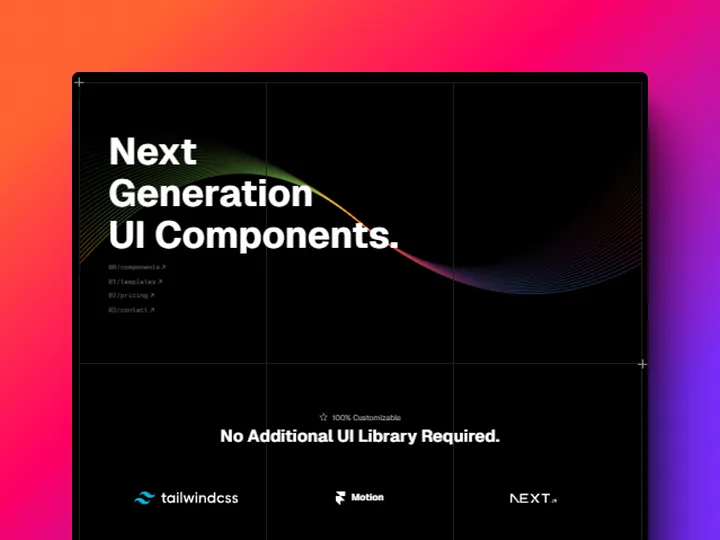 Next
Generation
UI Components.
00/components↗
01/templates↗
02/pricing↗
03/contact↗
100% Customizable
No Additional UI Library Required.
tailwindcss
Motion
NEXT.JS